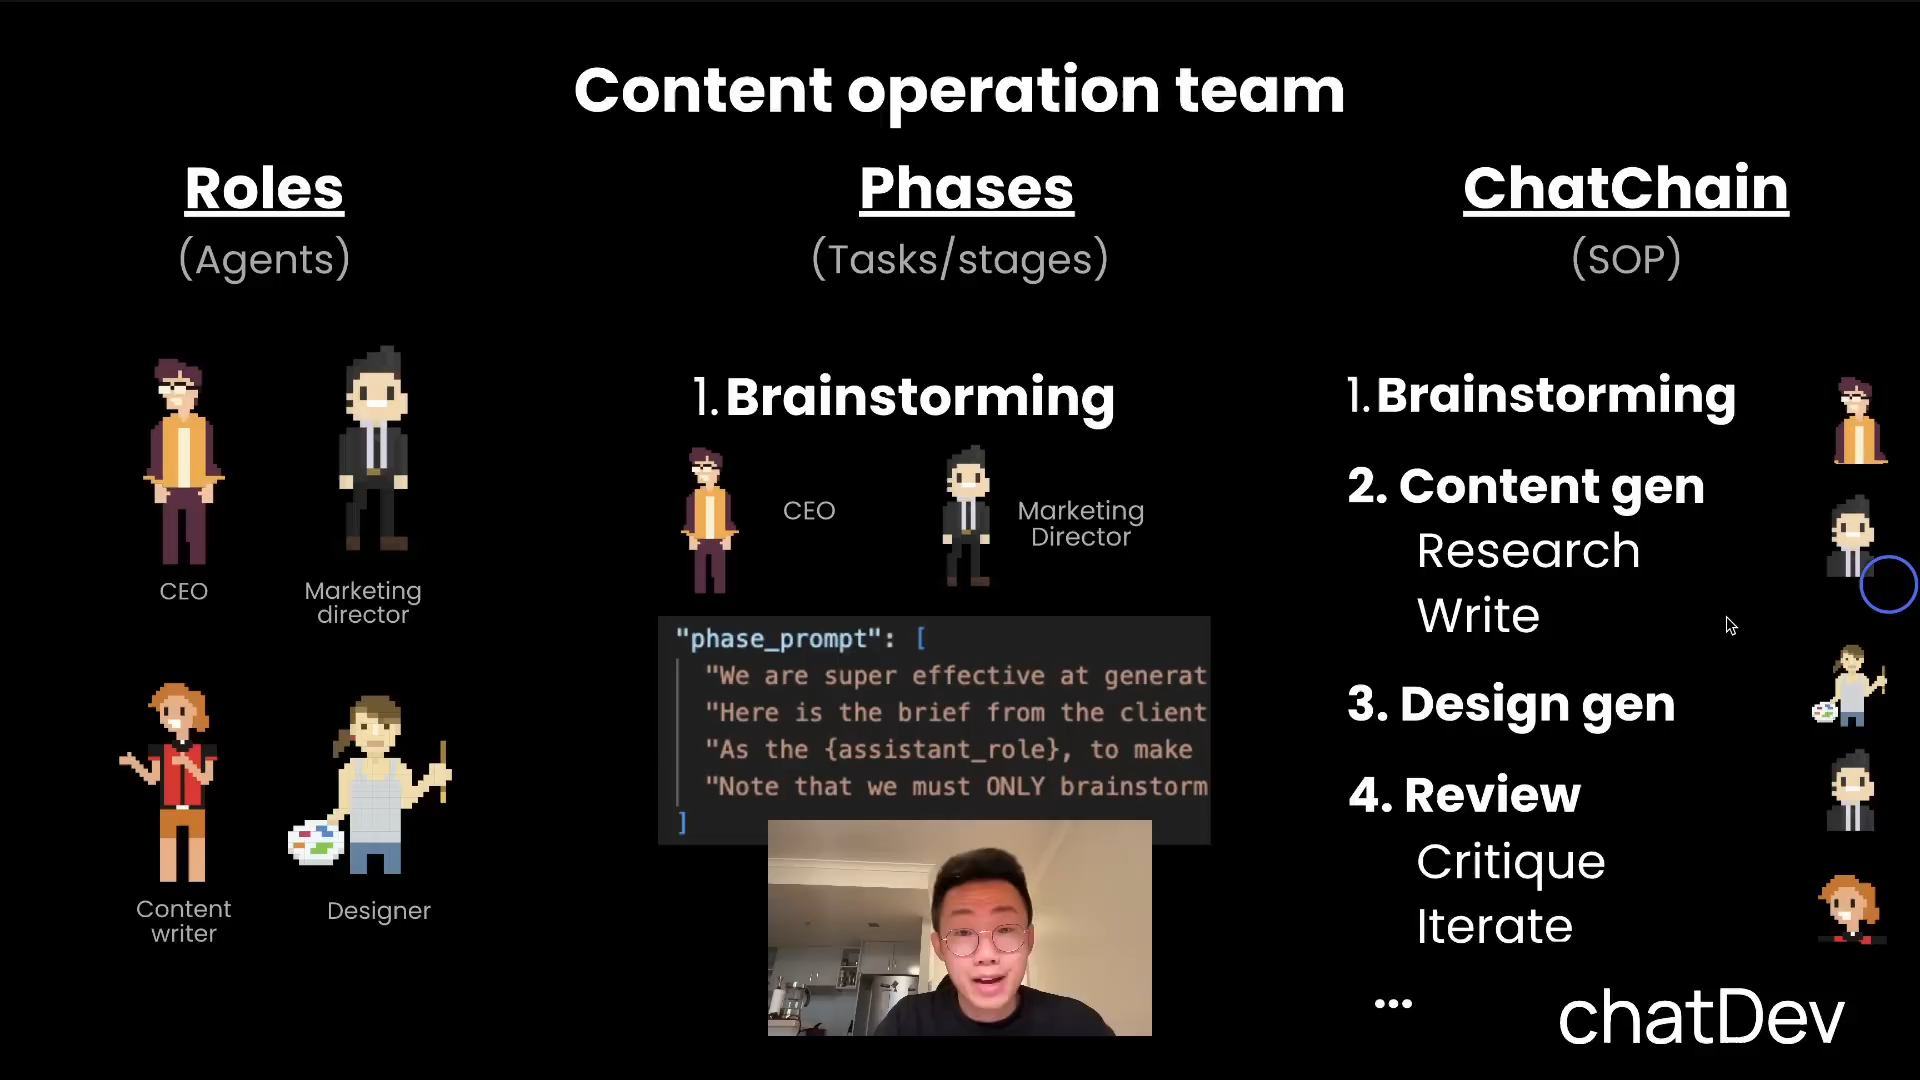 Content operation team
Roles
(Agents)
CEO
Marketing
director
Content
writer
Designer
Phases
(Tasks/stages)
1. Brainstorming
CEO
Marketing
Director
"phase_prompt": [
"We are super effective at generat
"Here is the brief from the client
"As the {assistant_role}, to make
"Note that we must ONLY brainstorm
]
ChatChain
(SOP)
1. Brainstorming
2. Content gen
Research
Write
3. Design gen
4. Review
Critique
Iterate
...
chatDev